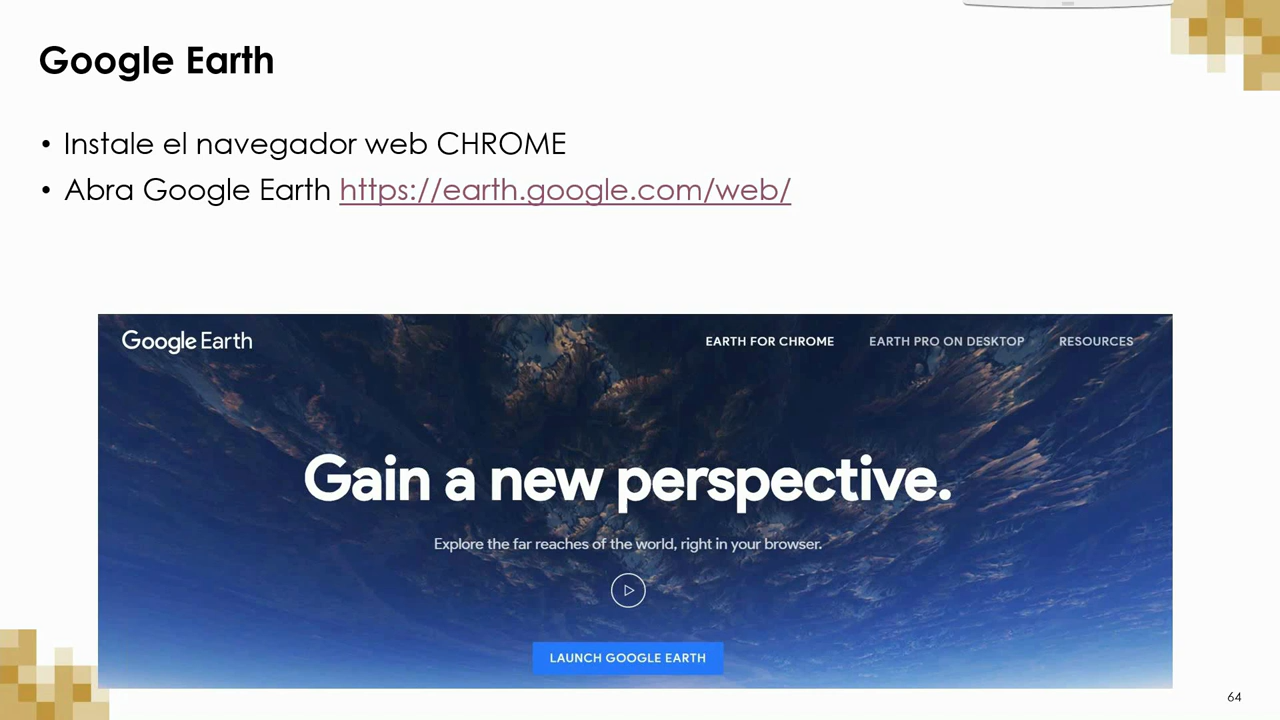 Google Earth
• Instale el navegador web CHROME
• Abra Google Earth https://earth.google.com/web/
Google Earth
EARTH FOR CHROME
EARTH PRO ON DESKTOP
RESOURCES
Gain a new perspective.
Explore the far reaches of the world, right in your browser.
LAUNCH GOOGLE EARTH
64